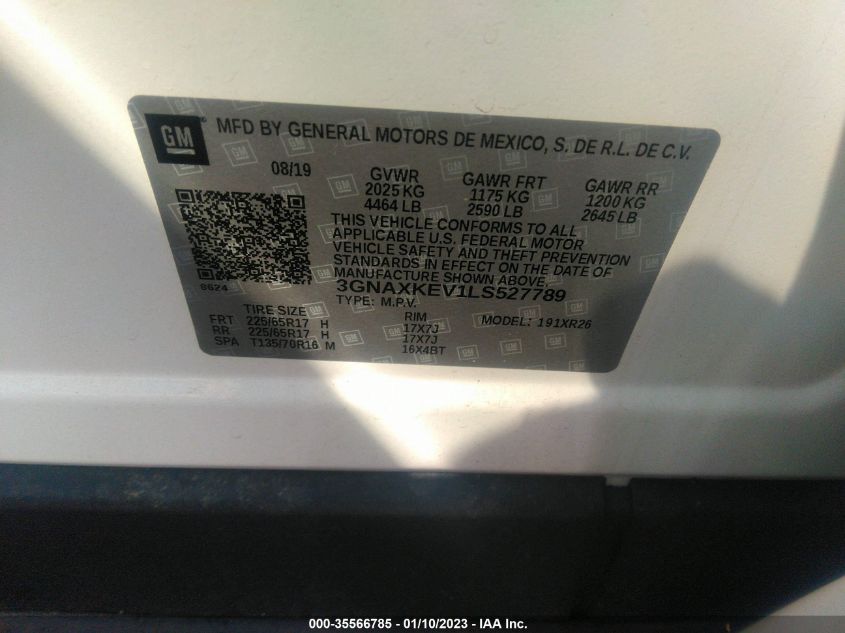 GM
MFD BY GENERAL MOTORS DE MEXICO, S. DE R.L. DE C.V.
08/19
GVWR GAWR FRT GAWR RR
2025 KG 1175 KG 1200 KG
4464 LB 2590 LB 2645 LB
THIS VEHICLE CONFORMS TO ALL
APPLICABLE U.S. FEDERAL MOTOR
VEHICLE SAFETY AND THEFT PREVENTION
STANDARDS IN EFFECT ON THE DATE OF
MANUFACTURE SHOWN ABOVE.
8624
3GNAXKEV1LS527789
TYPE: M.P.V.
TIRE SIZE RIM MODEL: 191XR26
FRT 225/65R17 H 17X7J
RR 225/65R17 H 17X7J
SPA T135/70R16 M 16X4BT
000-35566785 - 01/10/2023 - IAA Inc.